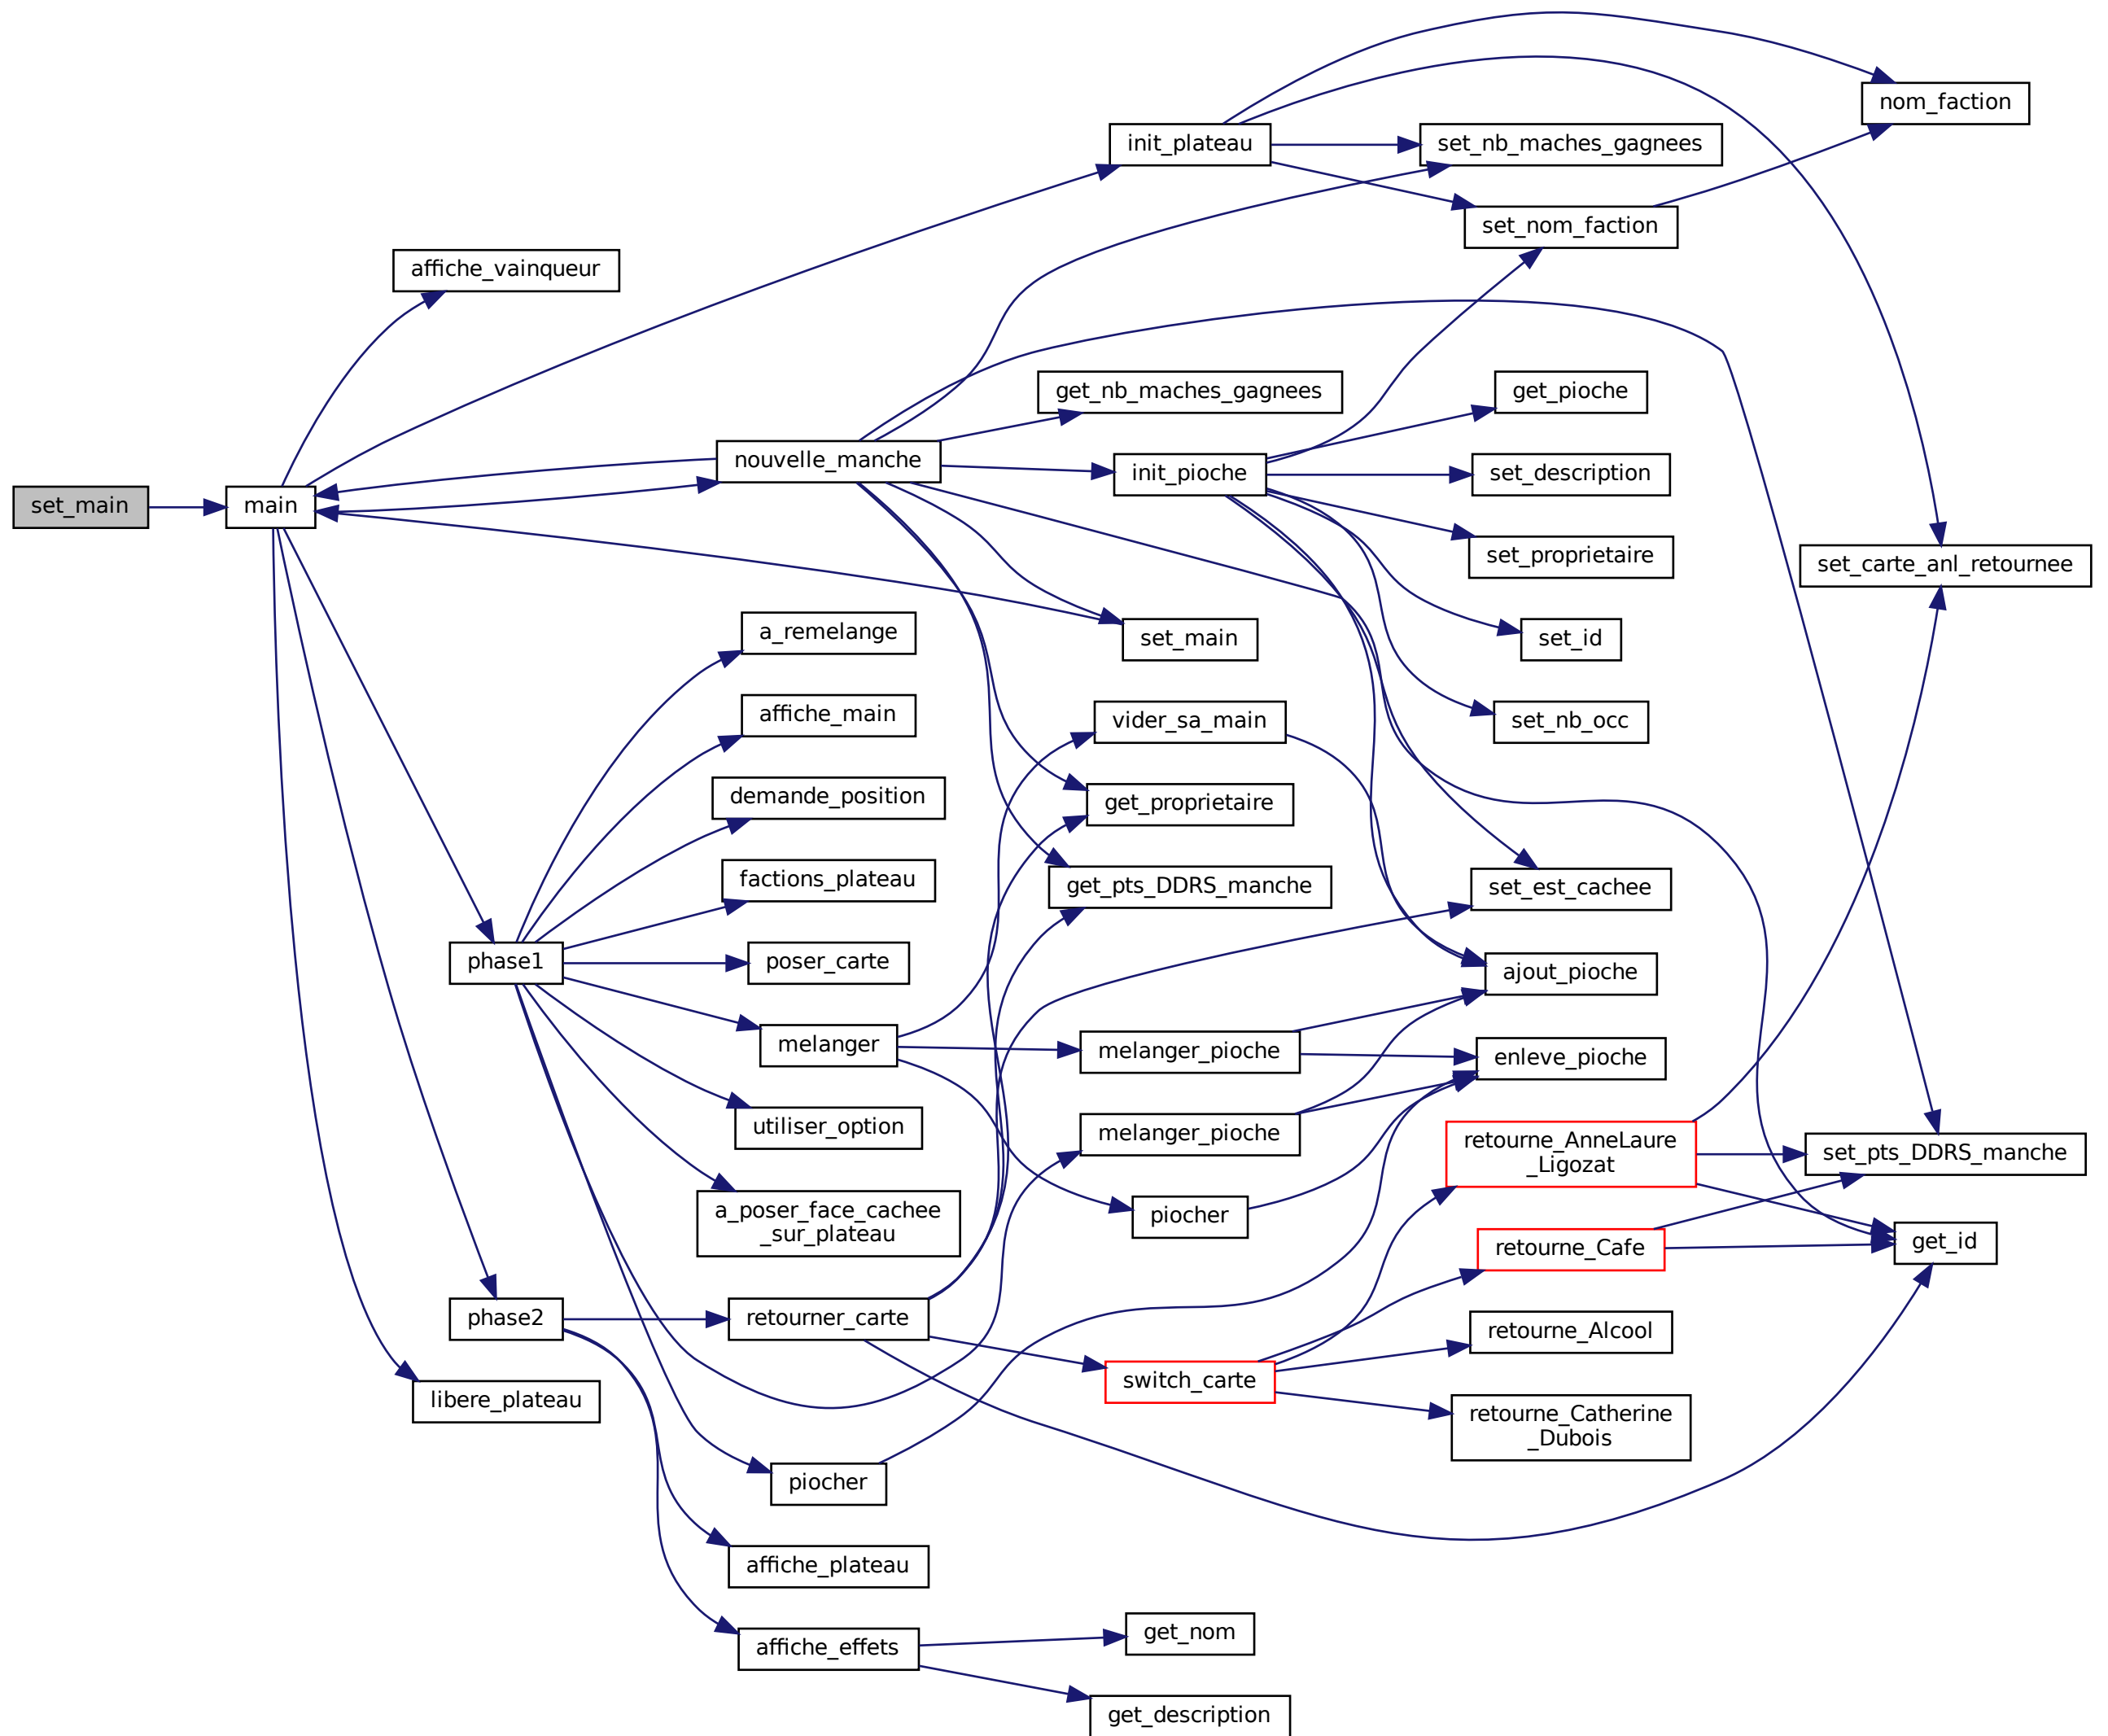 set_main
main
affiche_vainqueur
phase1
phase2
libere_plateau
nouvelle_manche
a_remelange
affiche_main
demande_position
factions_plateau
poser_carte
melanger
utiliser_option
a_poser_face_cachee
_sur_plateau
retourner_carte
piocher
affiche_plateau
affiche_effets
init_plateau
get_nb_maches_gagnees
init_pioche
set_main
vider_sa_main
get_proprietaire
get_pts_DDRS_manche
melanger_pioche
melanger_pioche
piocher
switch_carte
get_nom
get_description
set_nb_maches_gagnees
set_nom_faction
get_pioche
set_description
set_proprietaire
set_id
set_nb_occ
set_est_cachee
ajout_pioche
enleve_pioche
retourne_AnneLaure
_Ligozat
retourne_Cafe
retourne_Alcool
retourne_Catherine
_Dubois
nom_faction
set_carte_anl_retournee
set_pts_DDRS_manche
get_id